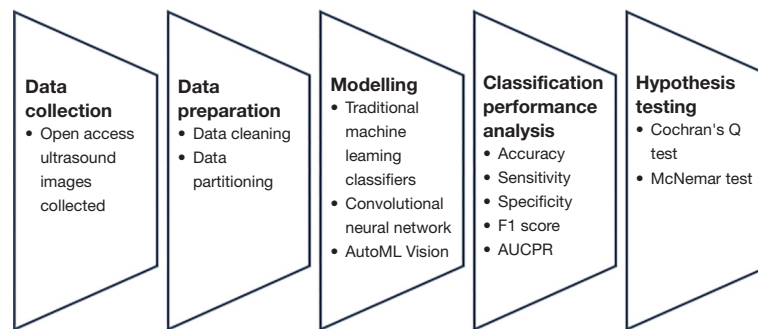 Data
collection
• Open access
ultrasound
images
collected
Data
preparation
• Data cleaning
• Data
partitioning
Modelling
• Traditional
machine
leaming
classifiers
• Convolutional
neural network
• AutoML Vision
Classification
performance
analysis
• Accuracy
• Sensitivity
• Specificity
• F1 score
• AUCPR
Hypothesis
testing
• Cochran's Q
test
• McNemar test